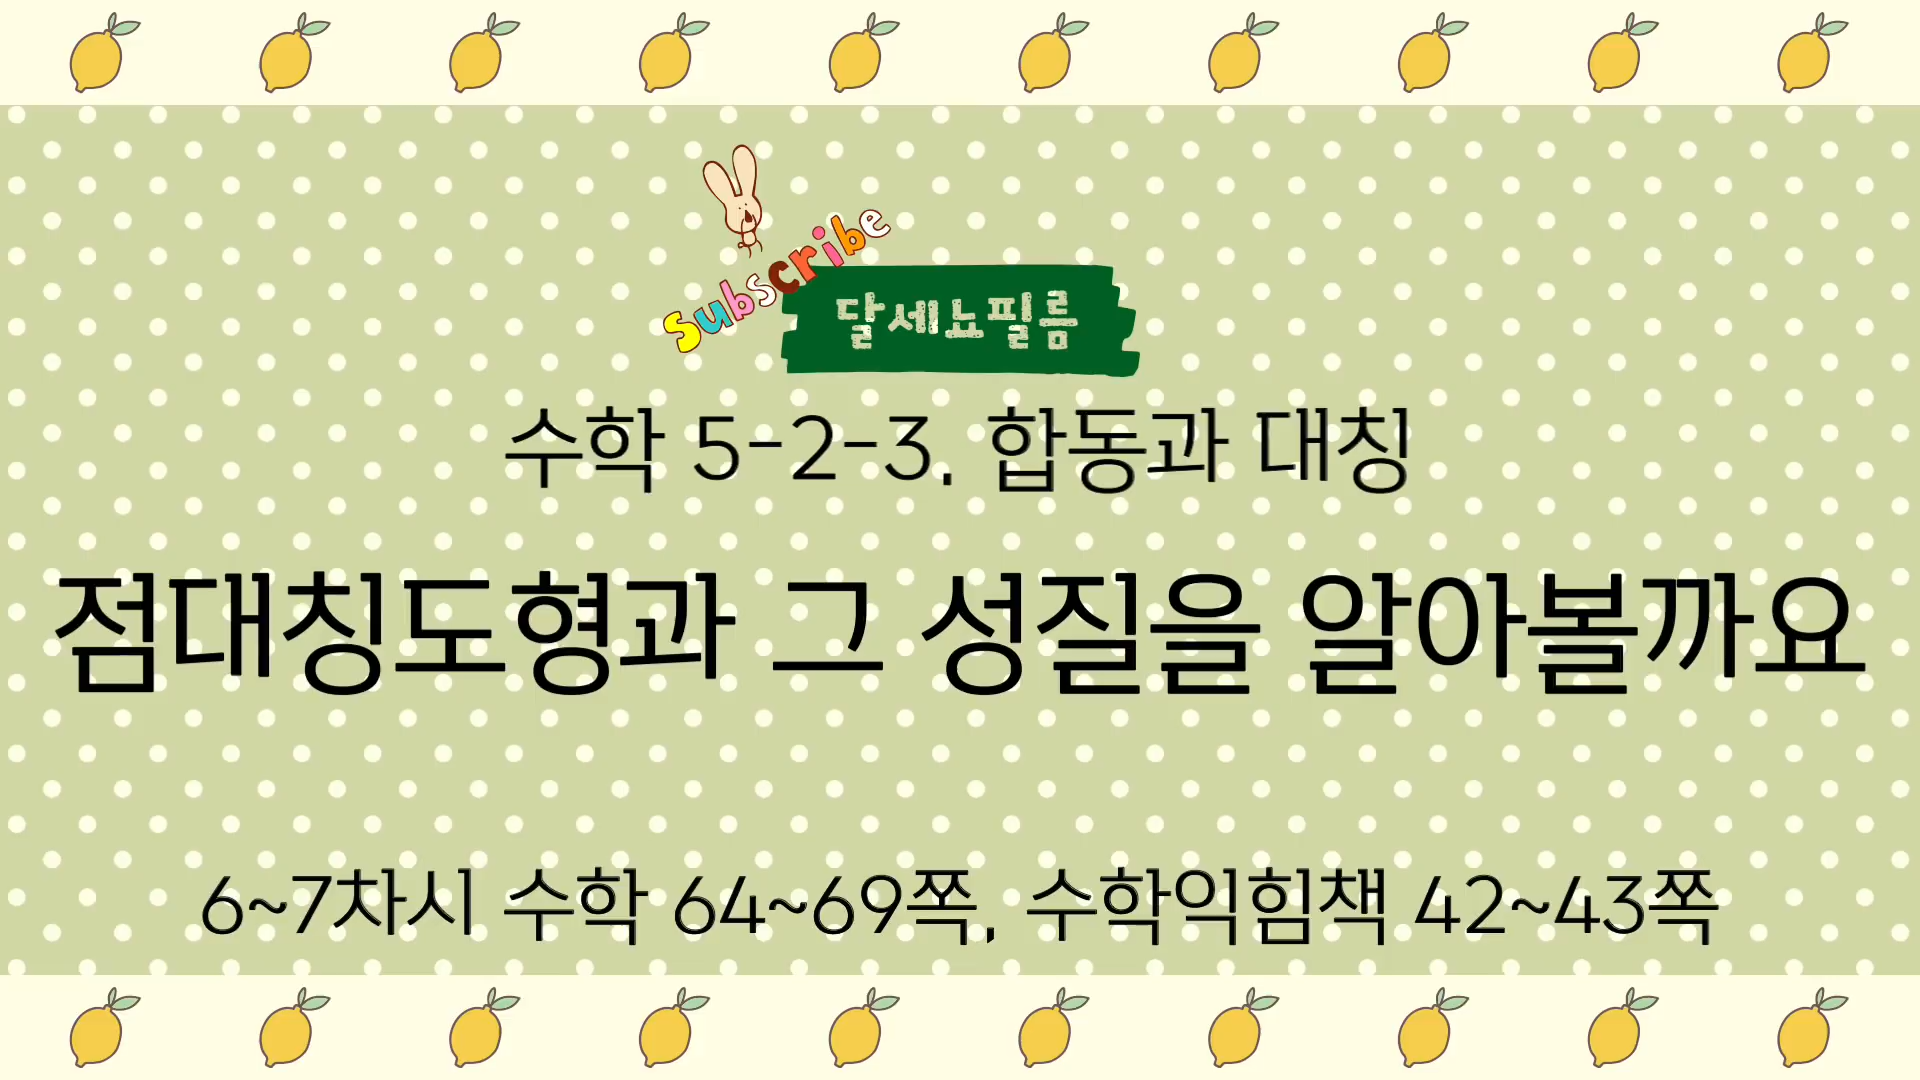 Subscribe
달세뇨필름
수학 5-2-3. 합동과 대칭
점대칭도형과 그 성질을 알아볼까요
6~7차시 수학 64~69쪽, 수학익힘책 42~43쪽